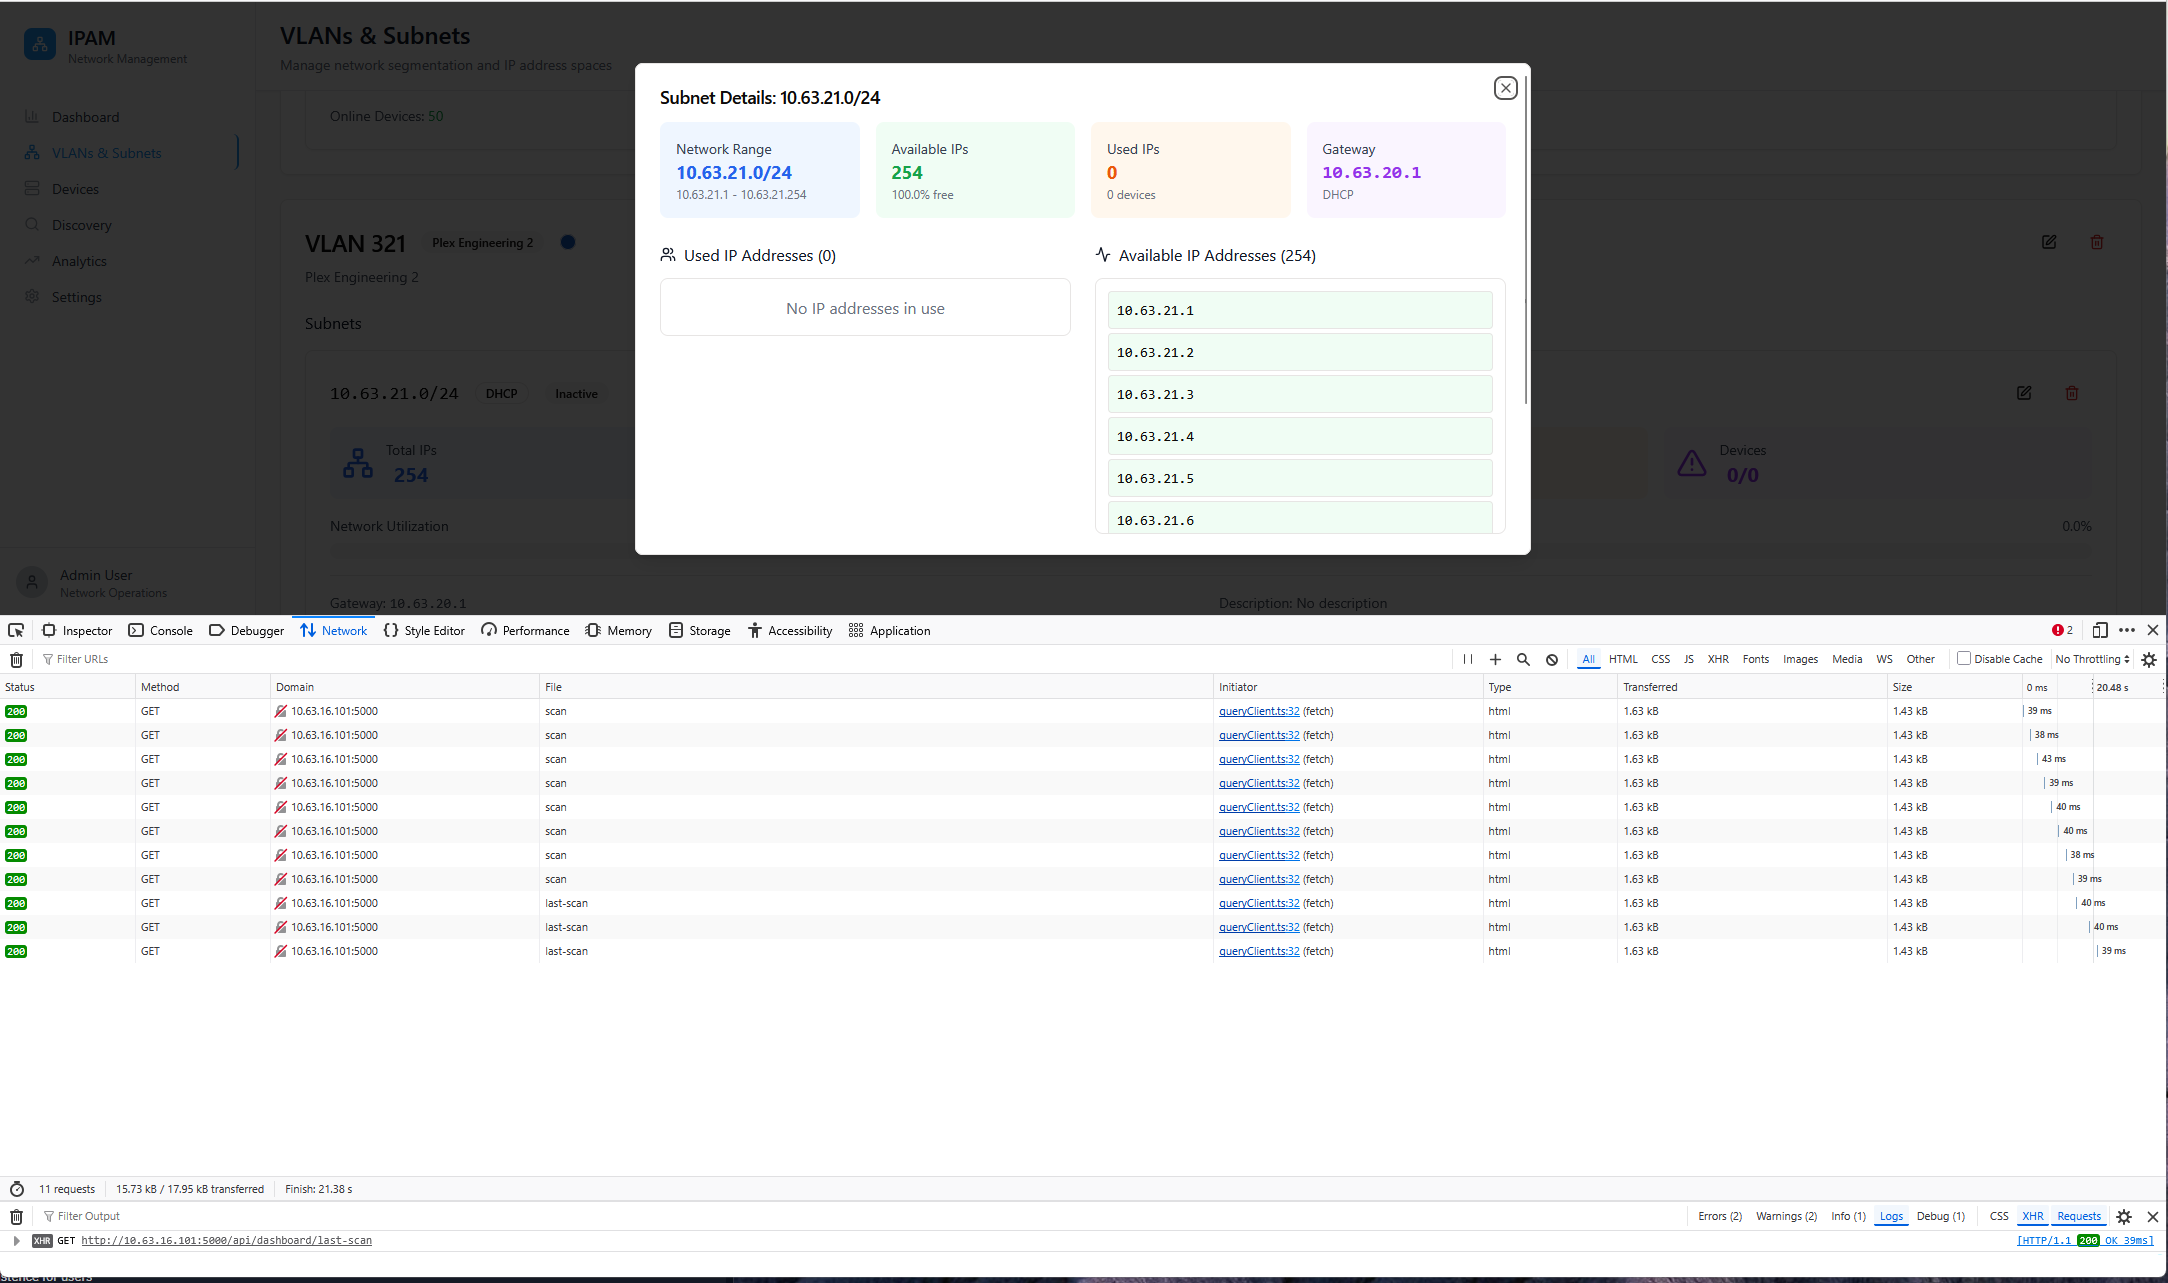 IPAM
Network Management
Dashboard
VLANs & Subnets
Devices
Discovery
Analytics
Settings
Admin User
Network Operations
VLANs & Subnets
Manage network segmentation and IP address spaces
Online Devices: 50
VLAN 321 Plex Engineering 2
Plex Engineering 2
Subnets
10.63.21.0/24 DHCP Inactive
Total IPs
254
Devices
0/0
Network Utilization 0.0%
Gateway: 10.63.20.1 Description: No description
Subnet Details: 10.63.21.0/24
Network Range
10.63.21.0/24
10.63.21.1 - 10.63.21.254
Available IPs
254
100.0% free
Used IPs
0
0 devices
Gateway
10.63.20.1
DHCP
Used IP Addresses (0)
No IP addresses in use
Available IP Addresses (254)
10.63.21.1
10.63.21.2
10.63.21.3
10.63.21.4
10.63.21.5
10.63.21.6
Inspector Console Debugger Network Style Editor Performance Memory Storage Accessibility Application 2
Filter URLs All HTML CSS JS XHR Fonts Images Media WS Other Disable Cache No Throttling
Status Method Domain File Initiator Type Transferred Size 0 ms 20.48 s
200 GET 10.63.16.101:5000 scan queryClient.ts:32 (fetch) html 1.63 kB 1.43 kB 39 ms
200 GET 10.63.16.101:5000 scan queryClient.ts:32 (fetch) html 1.63 kB 1.43 kB 38 ms
200 GET 10.63.16.101:5000 scan queryClient.ts:32 (fetch) html 1.63 kB 1.43 kB 43 ms
200 GET 10.63.16.101:5000 scan queryClient.ts:32 (fetch) html 1.63 kB 1.43 kB 39 ms
200 GET 10.63.16.101:5000 scan queryClient.ts:32 (fetch) html 1.63 kB 1.43 kB 40 ms
200 GET 10.63.16.101:5000 scan queryClient.ts:32 (fetch) html 1.63 kB 1.43 kB 40 ms
200 GET 10.63.16.101:5000 scan queryClient.ts:32 (fetch) html 1.63 kB 1.43 kB 38 ms
200 GET 10.63.16.101:5000 scan queryClient.ts:32 (fetch) html 1.63 kB 1.43 kB 39 ms
200 GET 10.63.16.101:5000 last-scan queryClient.ts:32 (fetch) html 1.63 kB 1.43 kB 40 ms
200 GET 10.63.16.101:5000 last-scan queryClient.ts:32 (fetch) html 1.63 kB 1.43 kB 40 ms
200 GET 10.63.16.101:5000 last-scan queryClient.ts:32 (fetch) html 1.63 kB 1.43 kB 39 ms
11 requests 15.73 kB / 17.95 kB transferred Finish: 21.38 s
Filter Output Errors (2) Warnings (2) Info (1) Logs Debug (1) CSS XHR Requests
XHR GET http://10.63.16.101:5000/api/dashboard/last-scan [HTTP/1.1 200 OK 39ms]
for users